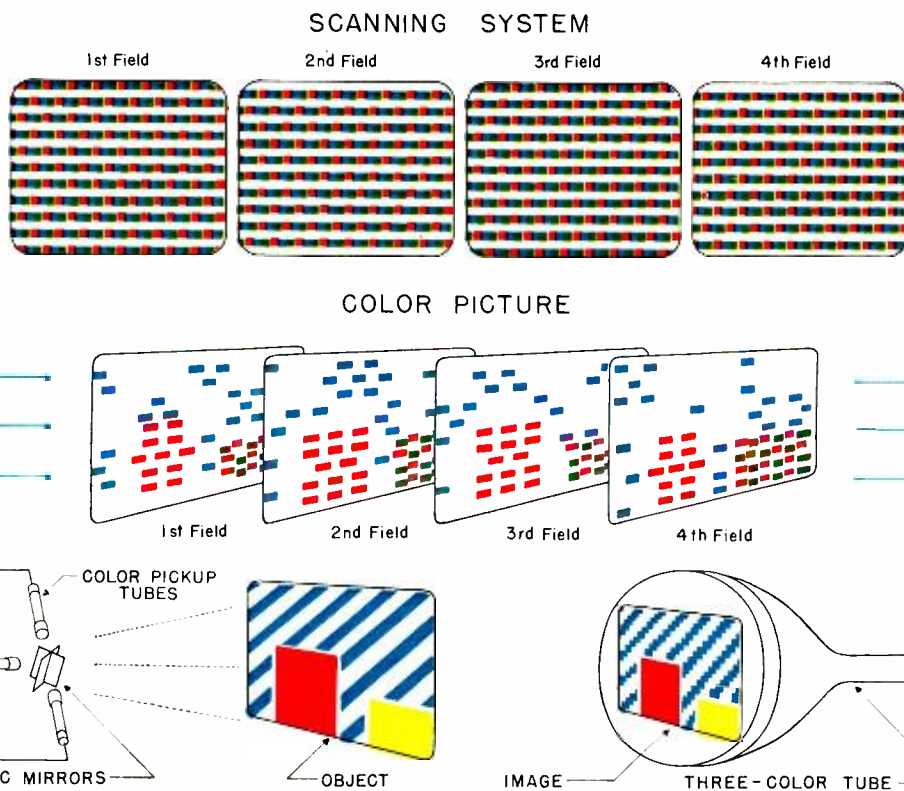 SCANNING SYSTEM
1st Field
2nd Field
3rd Field
4th Field
COLOR PICTURE
1st Field
2nd Field
3rd Field
4th Field
COLOR PICKUP
TUBES
C MIRRORS
OBJECT
IMAGE
THREE-COLOR TUBE